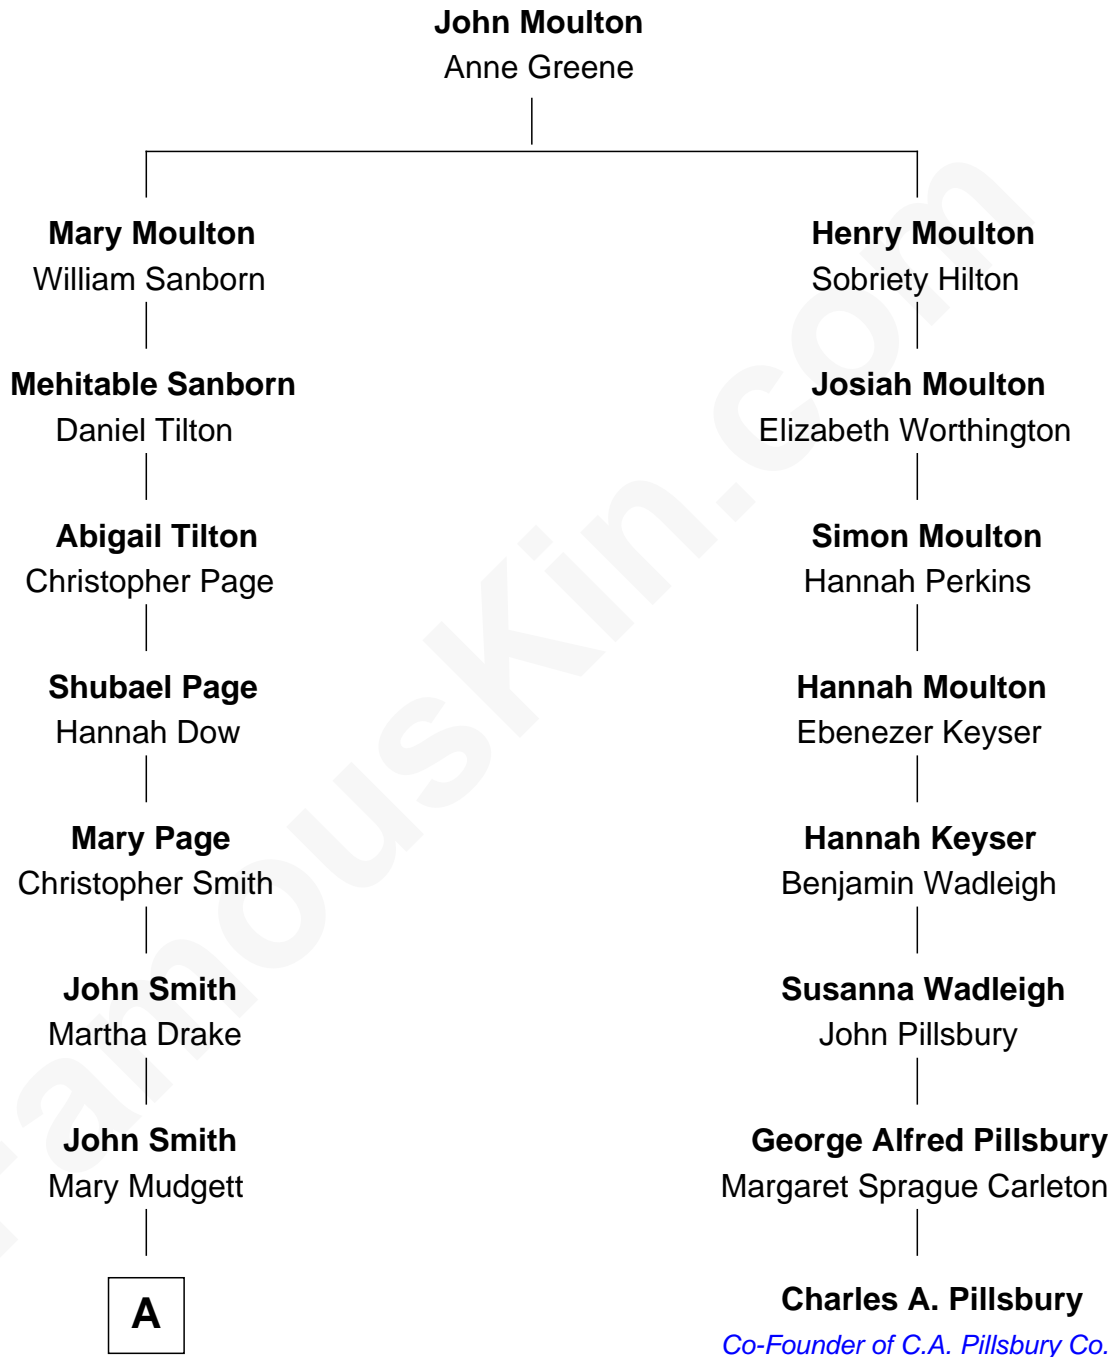 John Moulton
Anne Greene
Mary Moulton
William Sanborn
Mehitable Sanborn
Daniel Tilton
Abigail Tilton
Christopher Page
Shubael Page
Hannah Dow
Mary Page
Christopher Smith
John Smith
Martha Drake
John Smith
Mary Mudgett
A
Henry Moulton
Sobriety Hilton
Josiah Moulton
Elizabeth Worthington
Simon Moulton
Hannah Perkins
Hannah Moulton
Ebenezer Keyser
Hannah Keyser
Benjamin Wadleigh
Susanna Wadleigh
John Pillsbury
George Alfred Pillsbury
Margaret Sprague Carleton
Charles A. Pillsbury
Co-Founder of C.A. Pillsbury Co.
FamousKin.com